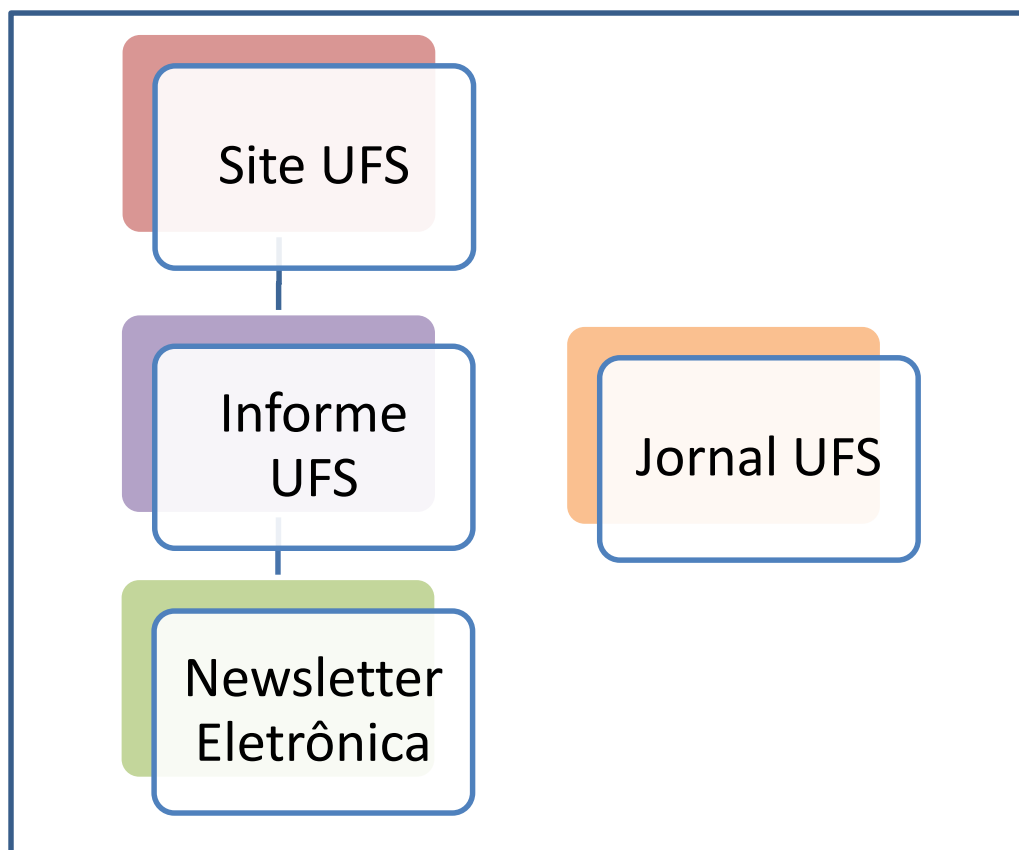 Site UFS
Informe
UFS
Jornal UFS
Newsletter
Eletrônica